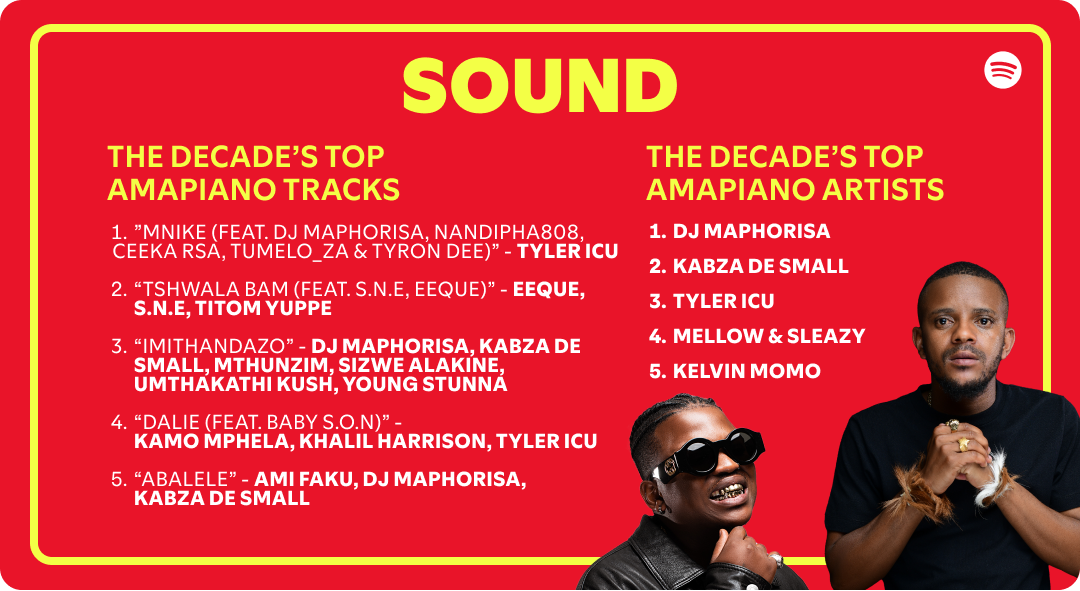 SOUND
THE DECADE’S TOP
AMAPIANO TRACKS
1. ”MNIKE (FEAT. DJ MAPHORISA, NANDIPHA808,
CEEKA RSA, TUMELO_ZA & TYRON DEE)” - TYLER ICU
2. “TSHWALA BAM (FEAT. S.N.E, EEQUE)” - EEQUE,
S.N.E, TITOM YUPPE
3. “IMITHANDAZO” - DJ MAPHORISA, KABZA DE
SMALL, MTHUNZIM, SIZWE ALAKINE,
UMTHAKATHI KUSH, YOUNG STUNNA
4. “DALIE (FEAT. BABY S.O.N)” -
KAMO MPHELA, KHALIL HARRISON, TYLER ICU
5. “ABALELE” - AMI FAKU, DJ MAPHORISA,
KABZA DE SMALL
THE DECADE’S TOP
AMAPIANO ARTISTS
1. DJ MAPHORISA
2. KABZA DE SMALL
3. TYLER ICU
4. MELLOW & SLEAZY
5. KELVIN MOMO